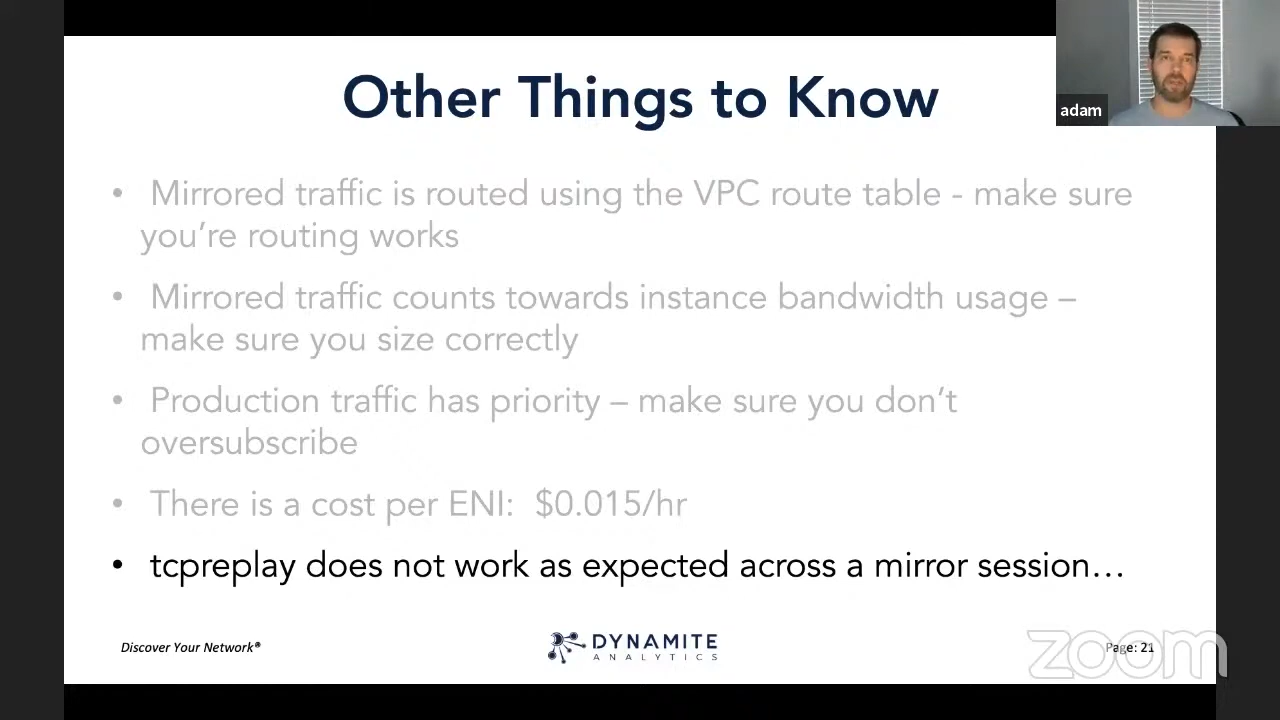 Other Things to Know
adam
• Mirrored traffic is routed using the VPC route table - make sure
you're routing works
• Mirrored traffic counts towards instance bandwidth usage –
make sure you size correctly
• Production traffic has priority – make sure you don't
oversubscribe
• There is a cost per ENI: $0.015/hr
• tcpreplay does not work as expected across a mirror session…
Discover Your Network®
DYNAMITE
ANALYTICS
Page: 21
zoom